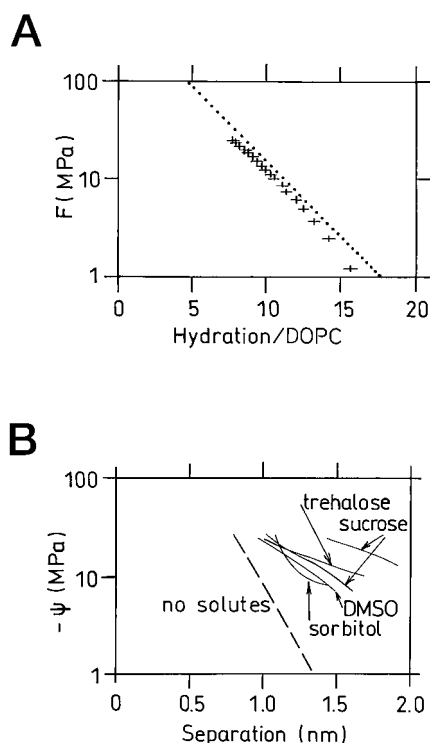 A
100
10
1
F(MPa)
0 5 10 15 20
Hydration/DOPC
B
100
10
1
-ψ (MPa)
trehalose
sucrose
no solutes
DMSO
sorbitol
0 0.5 1.0 1.5 2.0
Separation (nm)